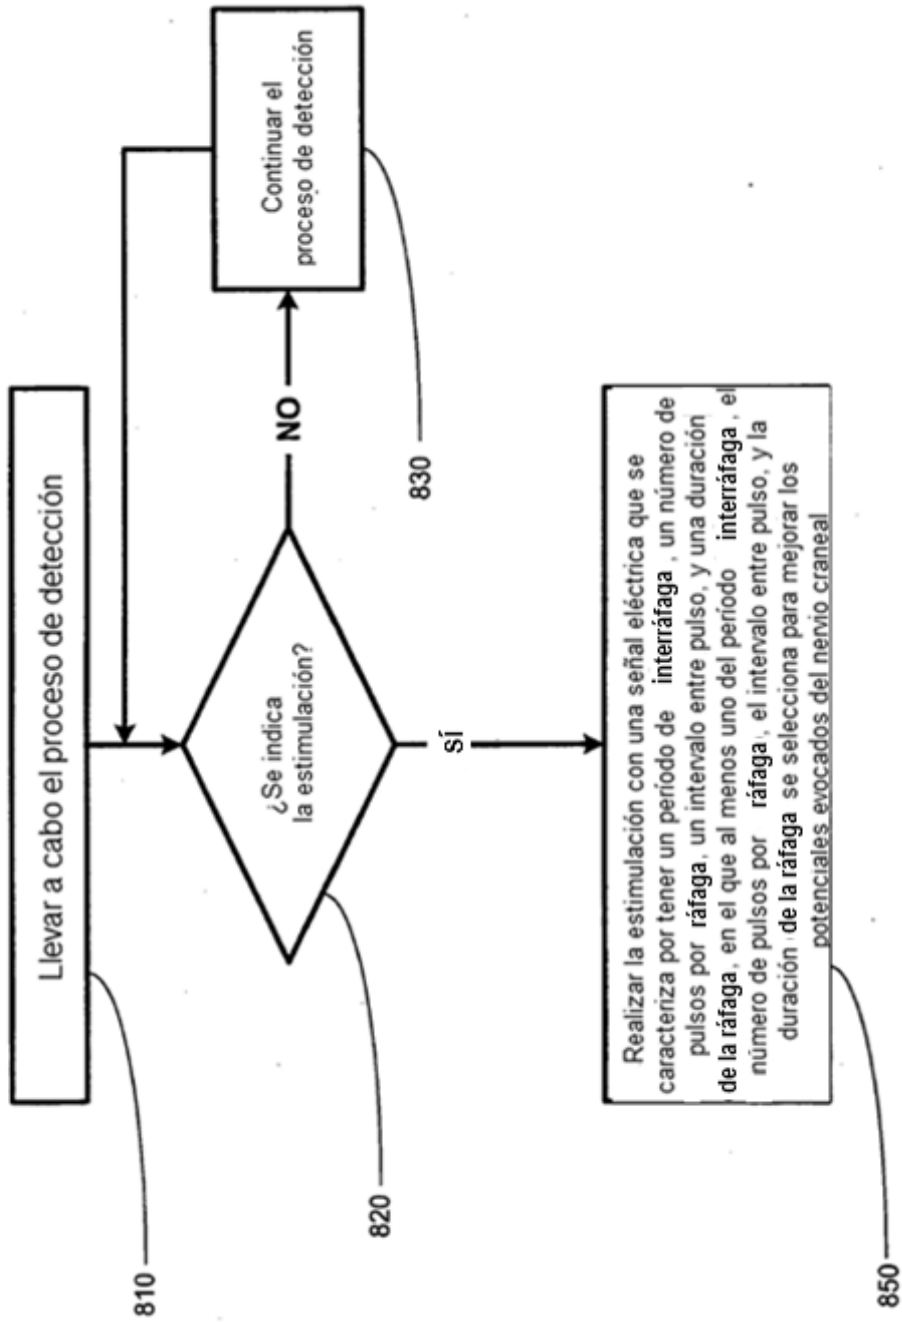 Llevar a cabo el proceso de detección
810
¿Se indica
la estimulación?
820
NO
Continuar el
proceso de detección
830
SÍ
Realizar la estimulación con una señal eléctrica que se
caracteriza por tener un período de interráfaga, un número de
pulsos por ráfaga, un intervalo entre pulso, y una duración
de la ráfaga, en el que al menos uno del período interráfaga, el
número de pulsos por ráfaga, el intervalo entre pulso, y la
duración de la ráfaga se selecciona para mejorar los
potenciales evocados del nervio craneal
850